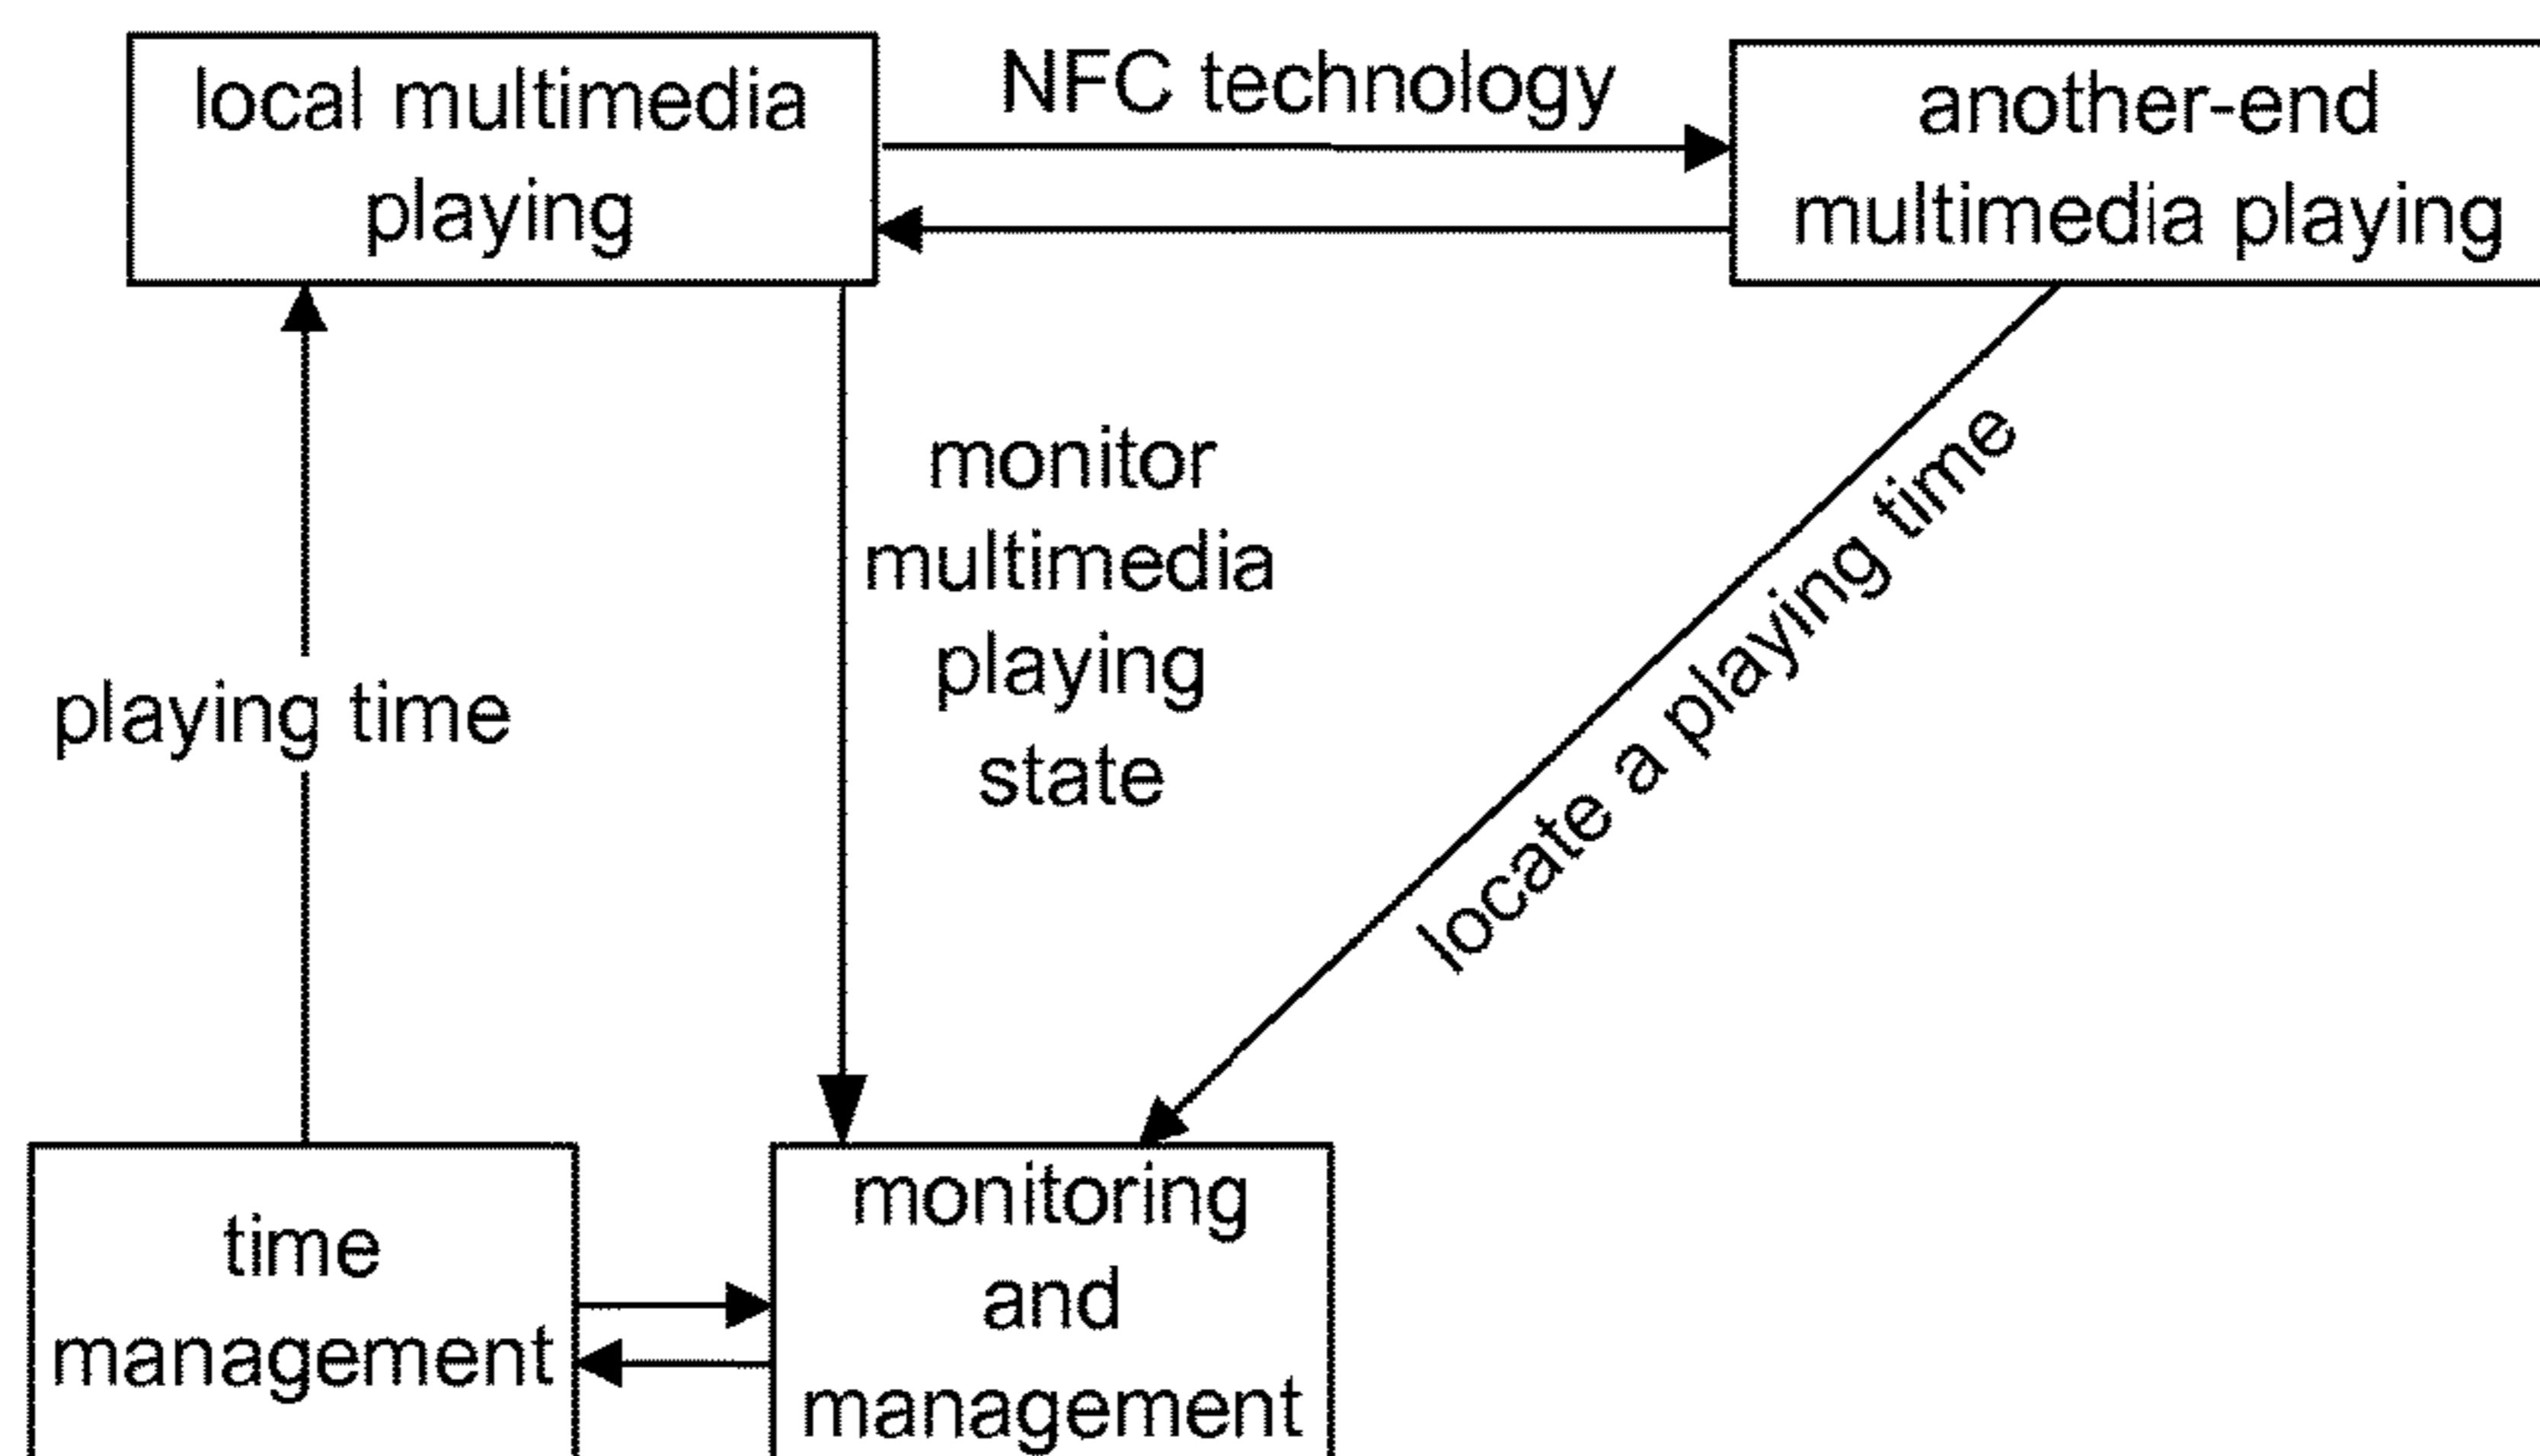 local multimedia
playing
NFC technology
another-end
multimedia playing
monitor
multimedia
playing
state
locate a playing time
playing time
time
management
monitoring
and
management